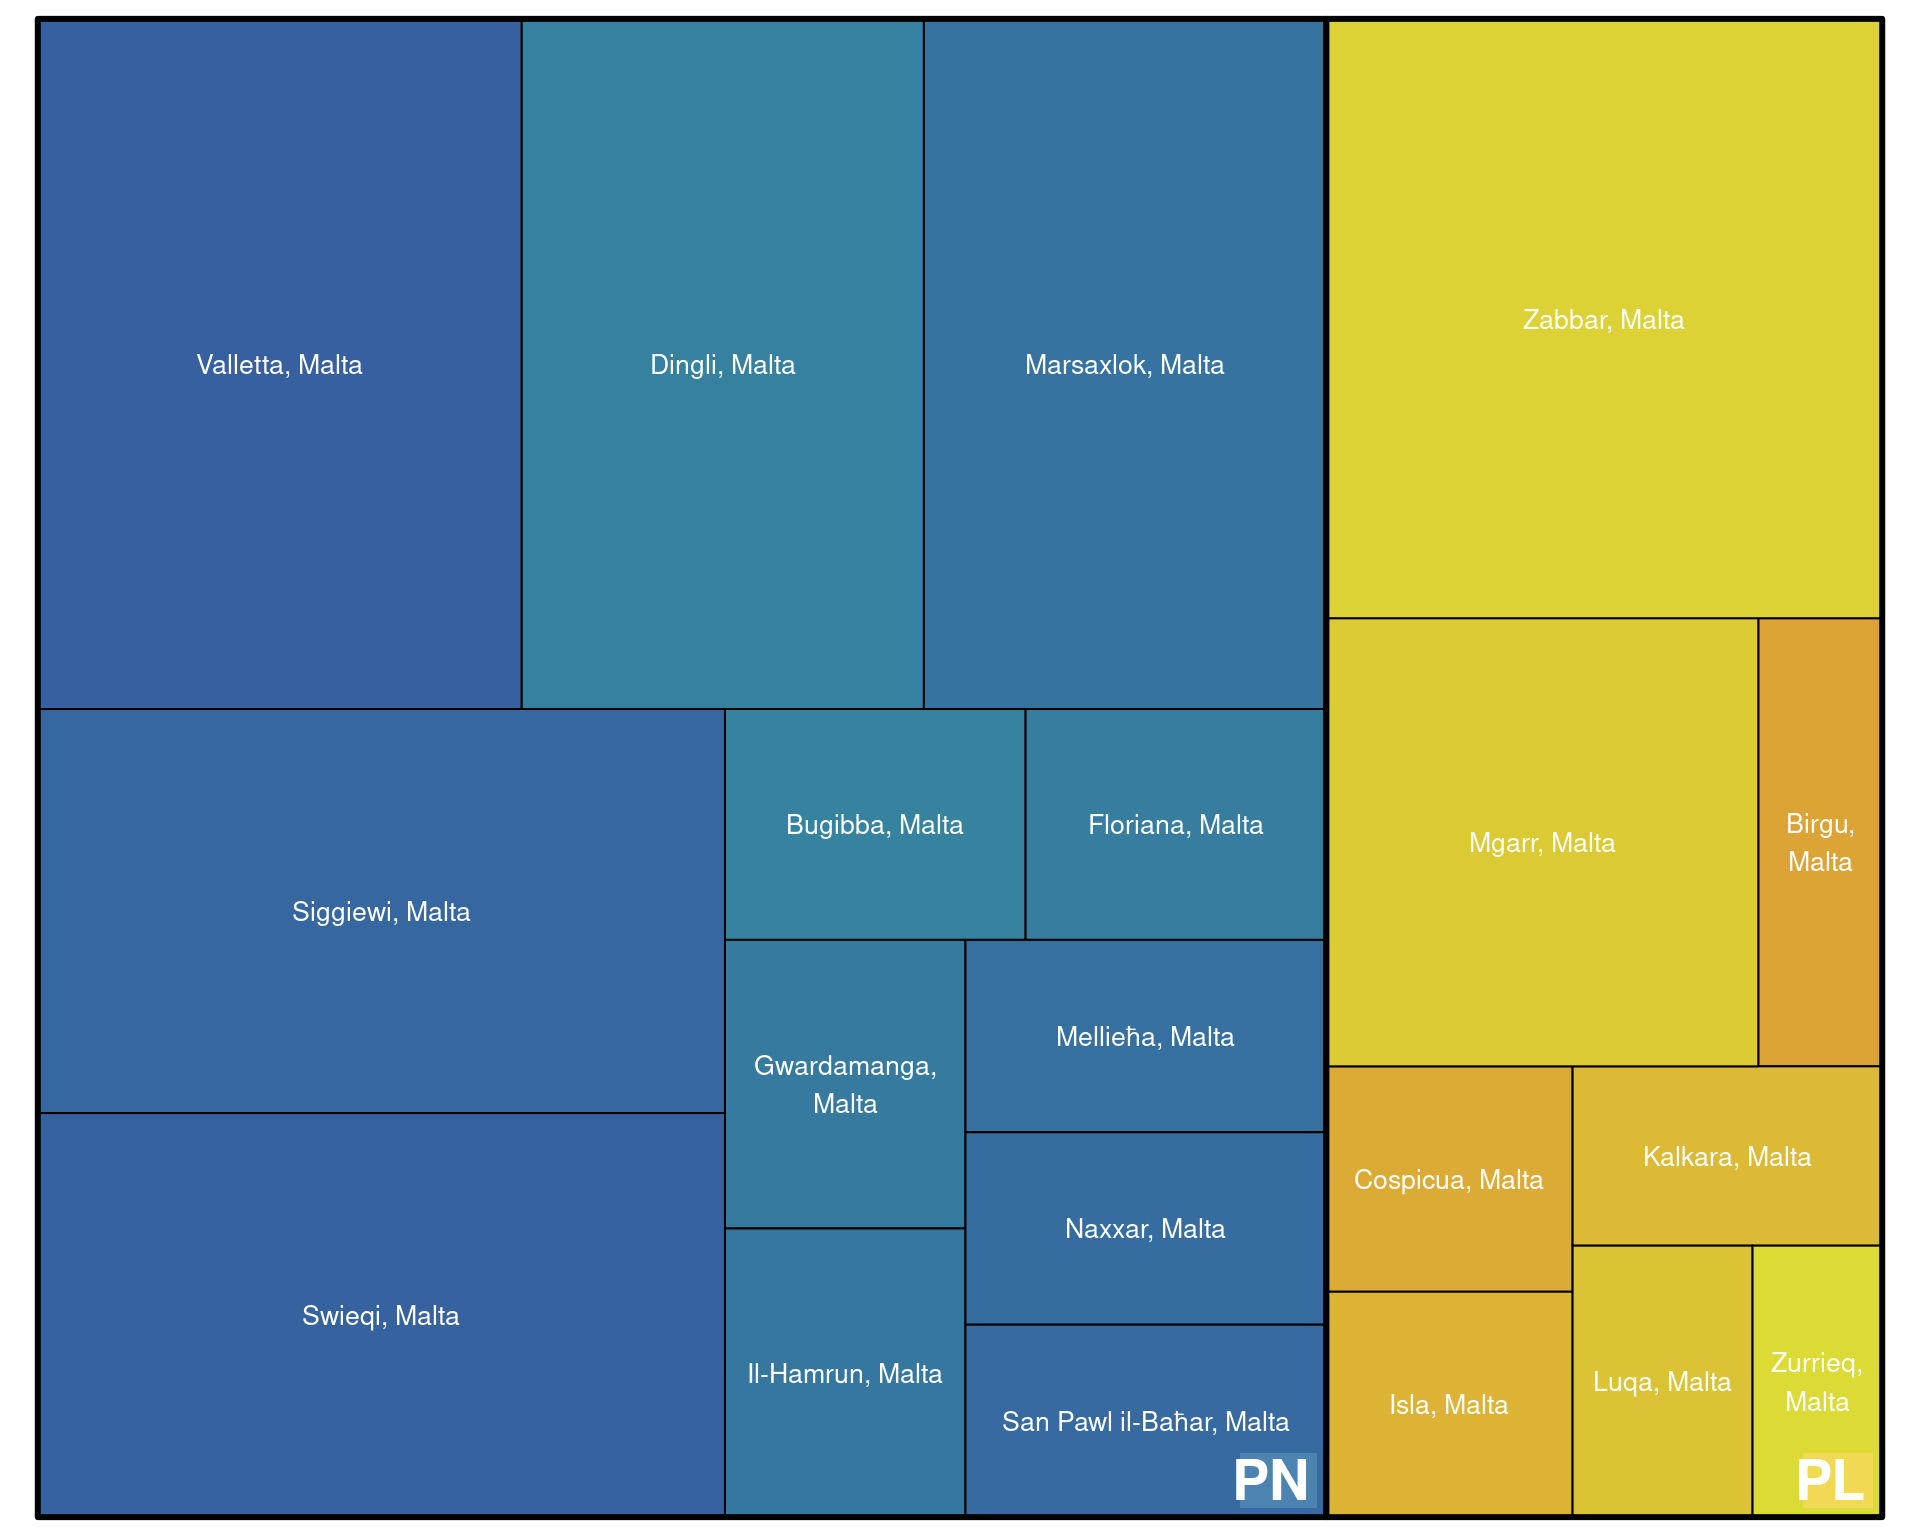 Valletta, Malta
Dingli, Malta
Marsaxlok, Malta
Zabbar, Malta
Siggiewi, Malta
Bugibba, Malta
Floriana, Malta
Mgarr, Malta
Birgu,
Malta
Gwardamanga,
Malta
Mellieħa, Malta
Naxxar, Malta
Cospicua, Malta
Kalkara, Malta
Swieqi, Malta
Il-Hamrun, Malta
San Pawl il-Baħar, Malta
Isla, Malta
Luqa, Malta
Zurrieq,
Malta
PN
PL